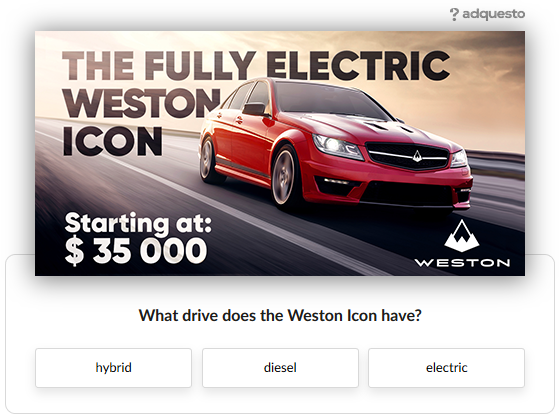 adquesto
THE FULLY ELECTRIC
WESTON
ICON
Starting at:
$ 35 000
WESTON
What drive does the Weston Icon have?
hybrid
diesel
electric